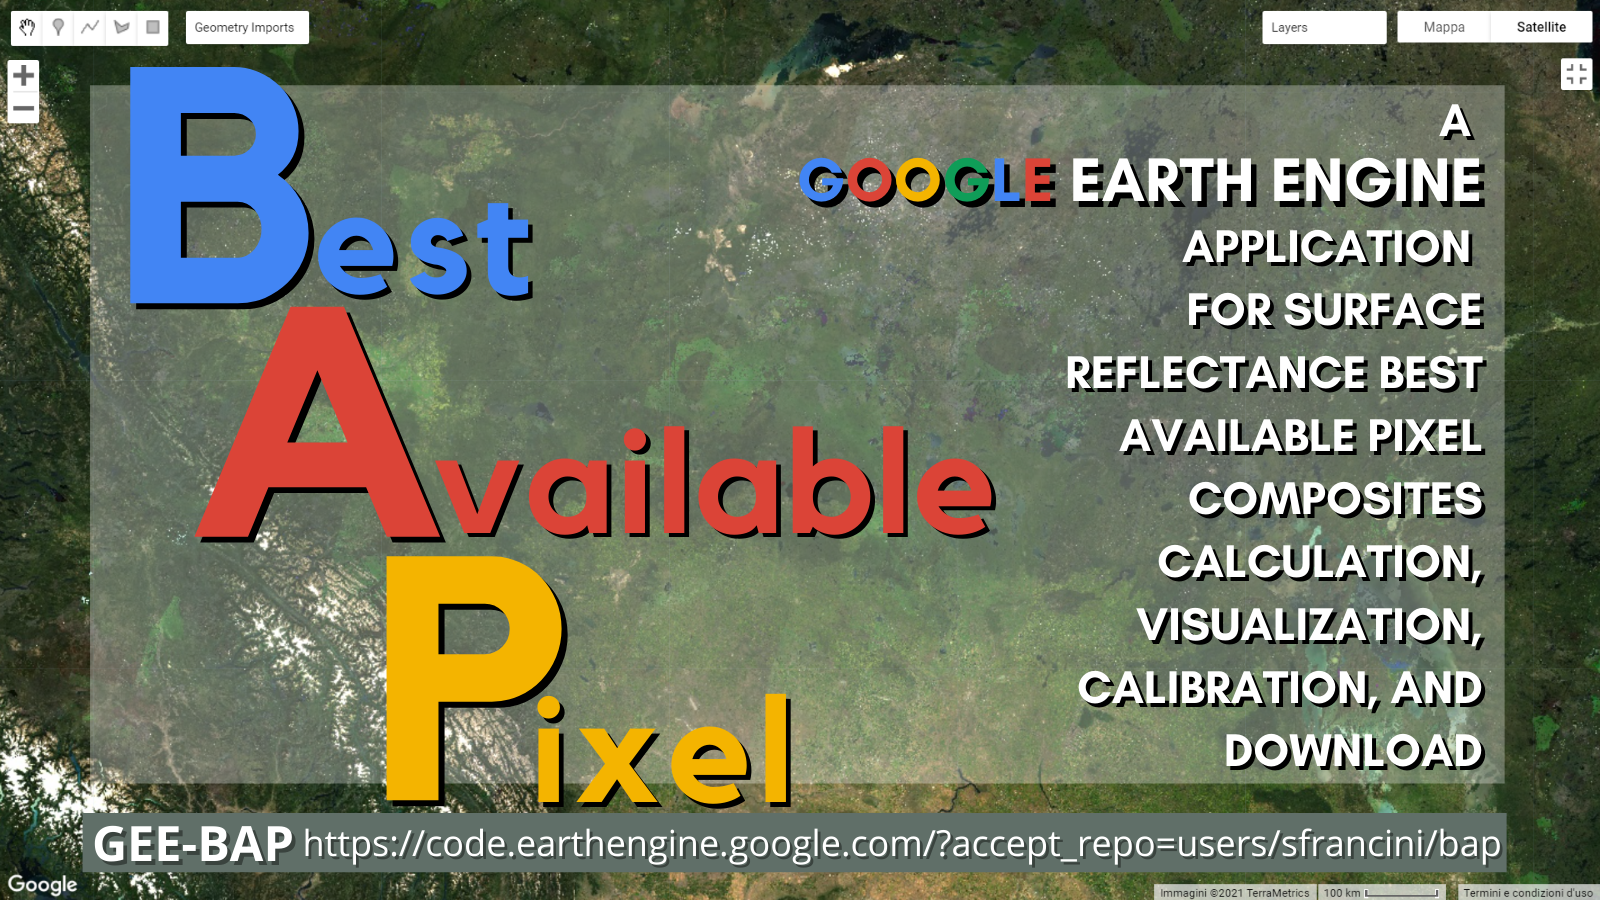 Geometry Imports
Layers
Mappa
Satellite
Best
Available
Pixel
A
GOOGLE EARTH ENGINE
APPLICATION
FOR SURFACE
REFLECTANCE BEST
AVAILABLE PIXEL
COMPOSITES
CALCULATION,
VISUALIZATION,
CALIBRATION, AND
DOWNLOAD
GEE-BAP https://code.earthengine.google.com/?accept_repo=users/sfrancini/bap
Google
Immagini ©2021 TerraMetrics
100 km
Termini e condizioni d'uso